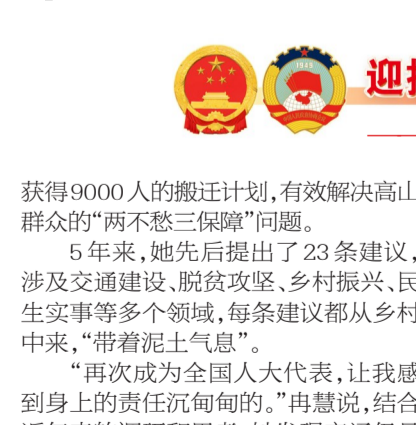 1949
迎
获得9000人的搬迁计划,有效解决高山
群众的“两不愁三保障”问题。
5年来,她先后提出了23条建议,
涉及交通建设、脱贫攻坚、乡村振兴、民
生实事等多个领域,每条建议都从乡村
中来,“带着泥土气息”。
“再次成为全国人大代表,让我感
到身上的责任沉甸甸的。”冉慧说,结合